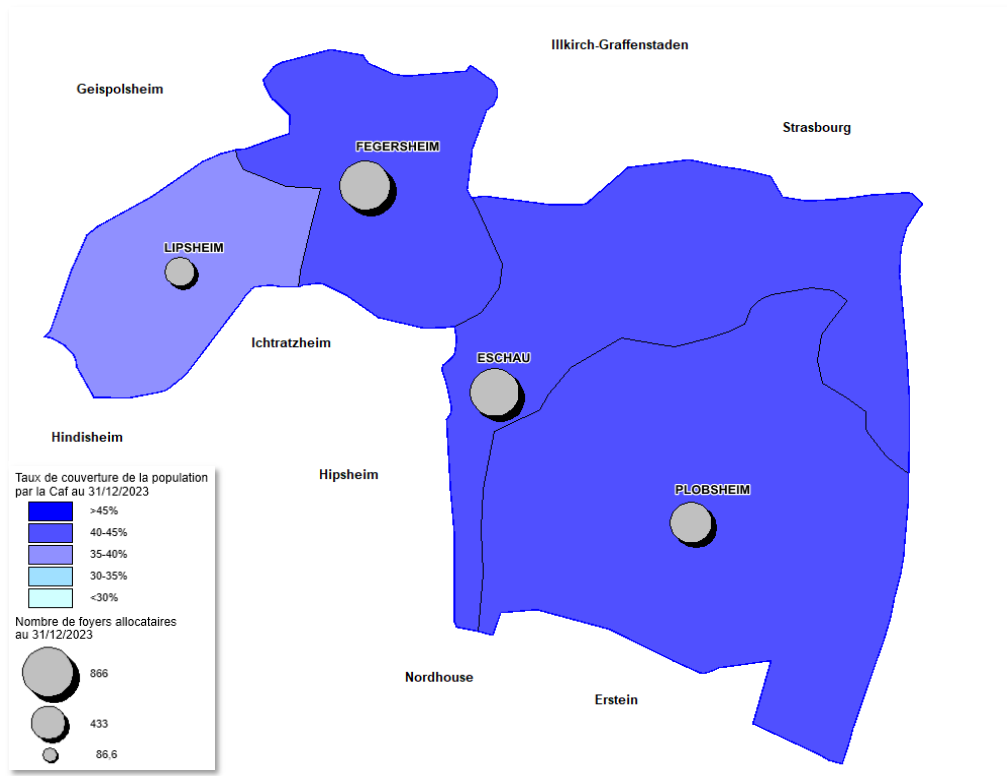 Illkirch-Graffenstaden
Geispolsheim
Strasbourg
FEGERSHEIM
LIPSHEIM
Ichtratzheim
ESCHAU
Hindisheim
Hipsheim
PLOBSHEIM
Taux de couverture de la population
par la Caf au 31/12/2023
>45%
40-45%
35-40%
30-35%
<30%
Nombre de foyers allocataires
au 31/12/2023
866
433
86,6
Nordhouse
Erstein